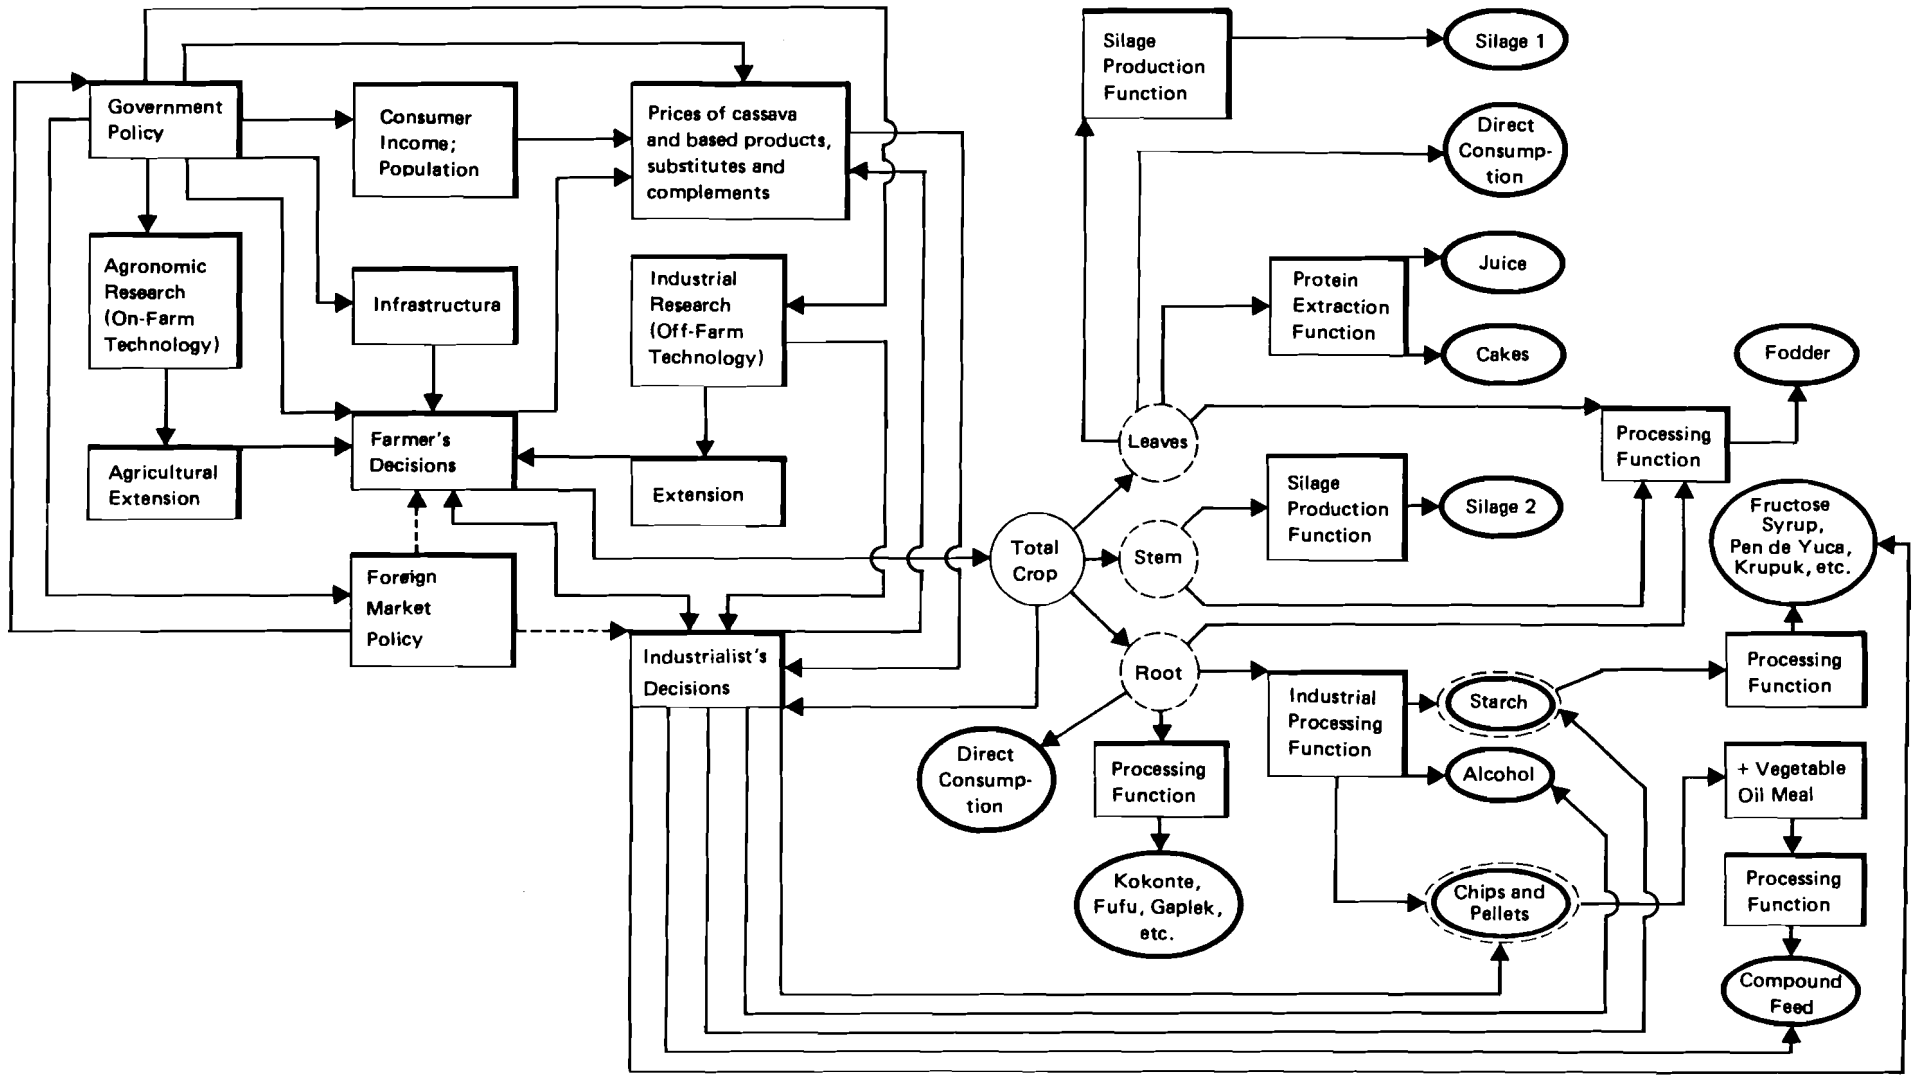 Government
Policy
Consumer
Income;
Population
Prices of cassava
and based products,
substitutes and
complements
Agronomic
Research
(On-Farm
Technology)
Infrastructura
Industrial
Research
(Off-Farm
Technology)
Agricultural
Extension
Farmer's
Decisions
Extension
Foreign
Market
Policy
Industrialist's
Decisions
Total
Crop
Leaves
Stem
Root
Silage
Production
Function
Silage 1
Direct
Consump-
tion
Protein
Extraction
Function
Juice
Cakes
Fodder
Processing
Function
Silage
Production
Function
Silage 2
Fructose
Syrup,
Pen de Yuca,
Krupuk, etc.
Processing
Function
Industrial
Processing
Function
Starch
Alcohol
Chips and
Pellets
+ Vegetable
Oil Meal
Processing
Function
Compound
Feed
Direct
Consump-
tion
Processing
Function
Kokonte,
Fufu, Gaplek,
etc.